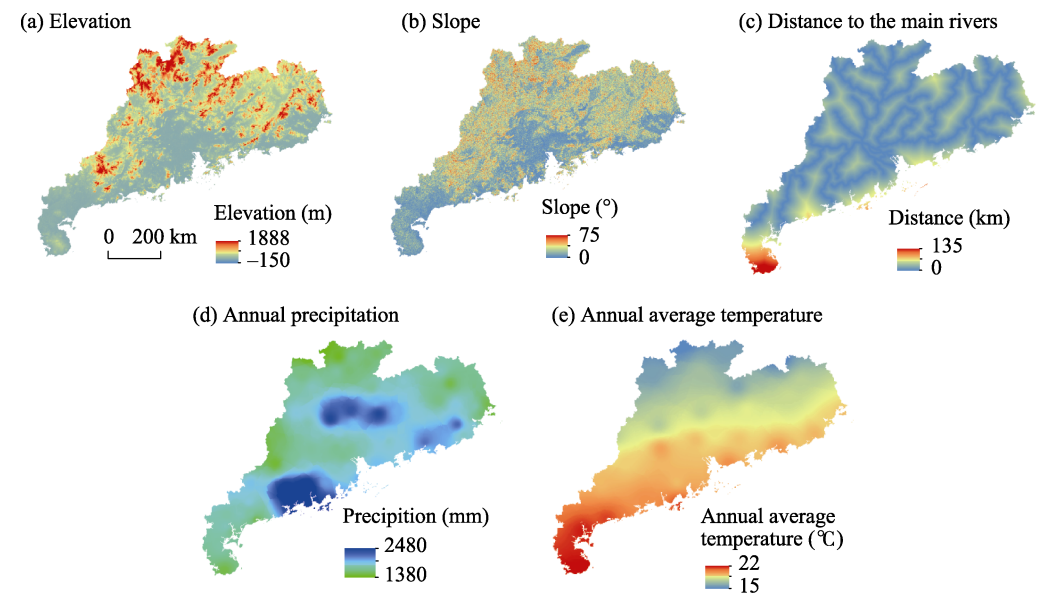 (a) Elevation
(b) Slope
(c) Distance to the main rivers
Elevation (m)
1888
–150
0 200 km
Slope (°)
75
0
Distance (km)
135
0
(d) Annual precipitation
(e) Annual average temperature
Precipition (mm)
2480
1380
Annual average
temperature (℃)
22
15